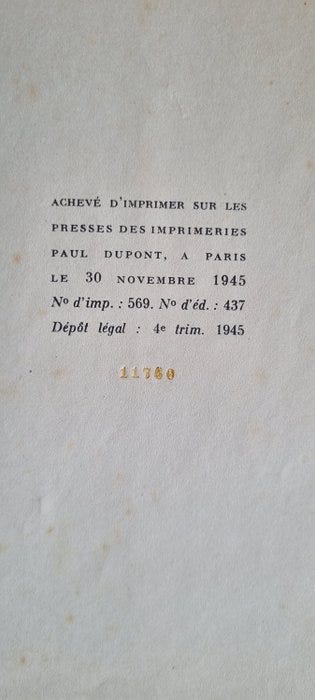 ACHEVÉ D'IMPRIMER SUR LES
PRESSES DES IMPRIMERIES
PAUL DUPONT, A PARIS
LE 30 NOVEMBRE 1945
No d'imp. : 569. No d'éd. : 437
Dépôt légal : 4e trim. 1945
11760